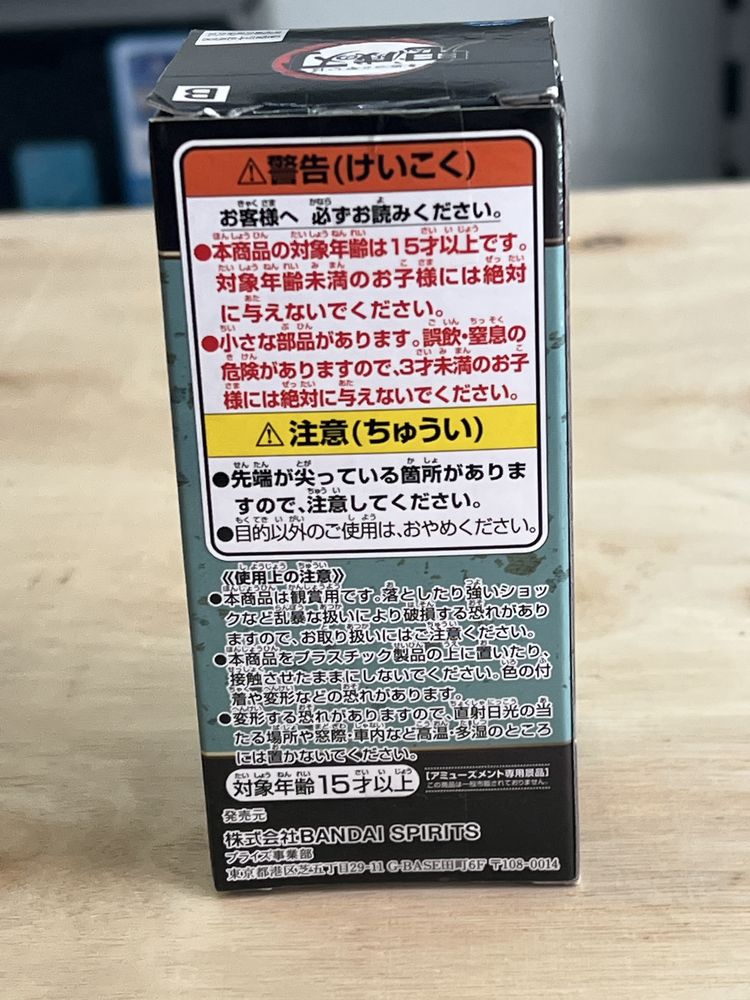 B
⚠警告(けいこく)
お客様へ 必ずお読みください。
●本商品の対象年齢は15才以上です。
対象年齢未満のお子様には絶対
に与えないでください。
●小さな部品があります。誤飲・窒息の
危険がありますので、3才未満のお子
様には絶対に与えないでください。
⚠注意(ちゅうい)
●先端が尖っている箇所がありま
すので、注意してください。
●目的以外のご使用は、おやめください。
《使用上の注意》
●本商品は観賞用です。落としたり強いショッ
クなど乱暴な扱いにより破損する恐れがあり
ますので、お取り扱いにはご注意ください。
●本商品をプラスチック製品の上に置いたり、
接触させたままにしないでください。色の付
着や変形などの恐れがあります。
●変形する恐れがありますので、直射日光の当
たる場所や窓際・車内など高温・多湿のところ
には置かないでください。
対象年齢15才以上
【アミューズメント専用景品】
この商品は一般市販されておりません。
発売元
株式会社BANDAI SPIRITS
プライズ事業部
東京都港区芝五丁目29-11 G-BASE田町6F 〒108-0014